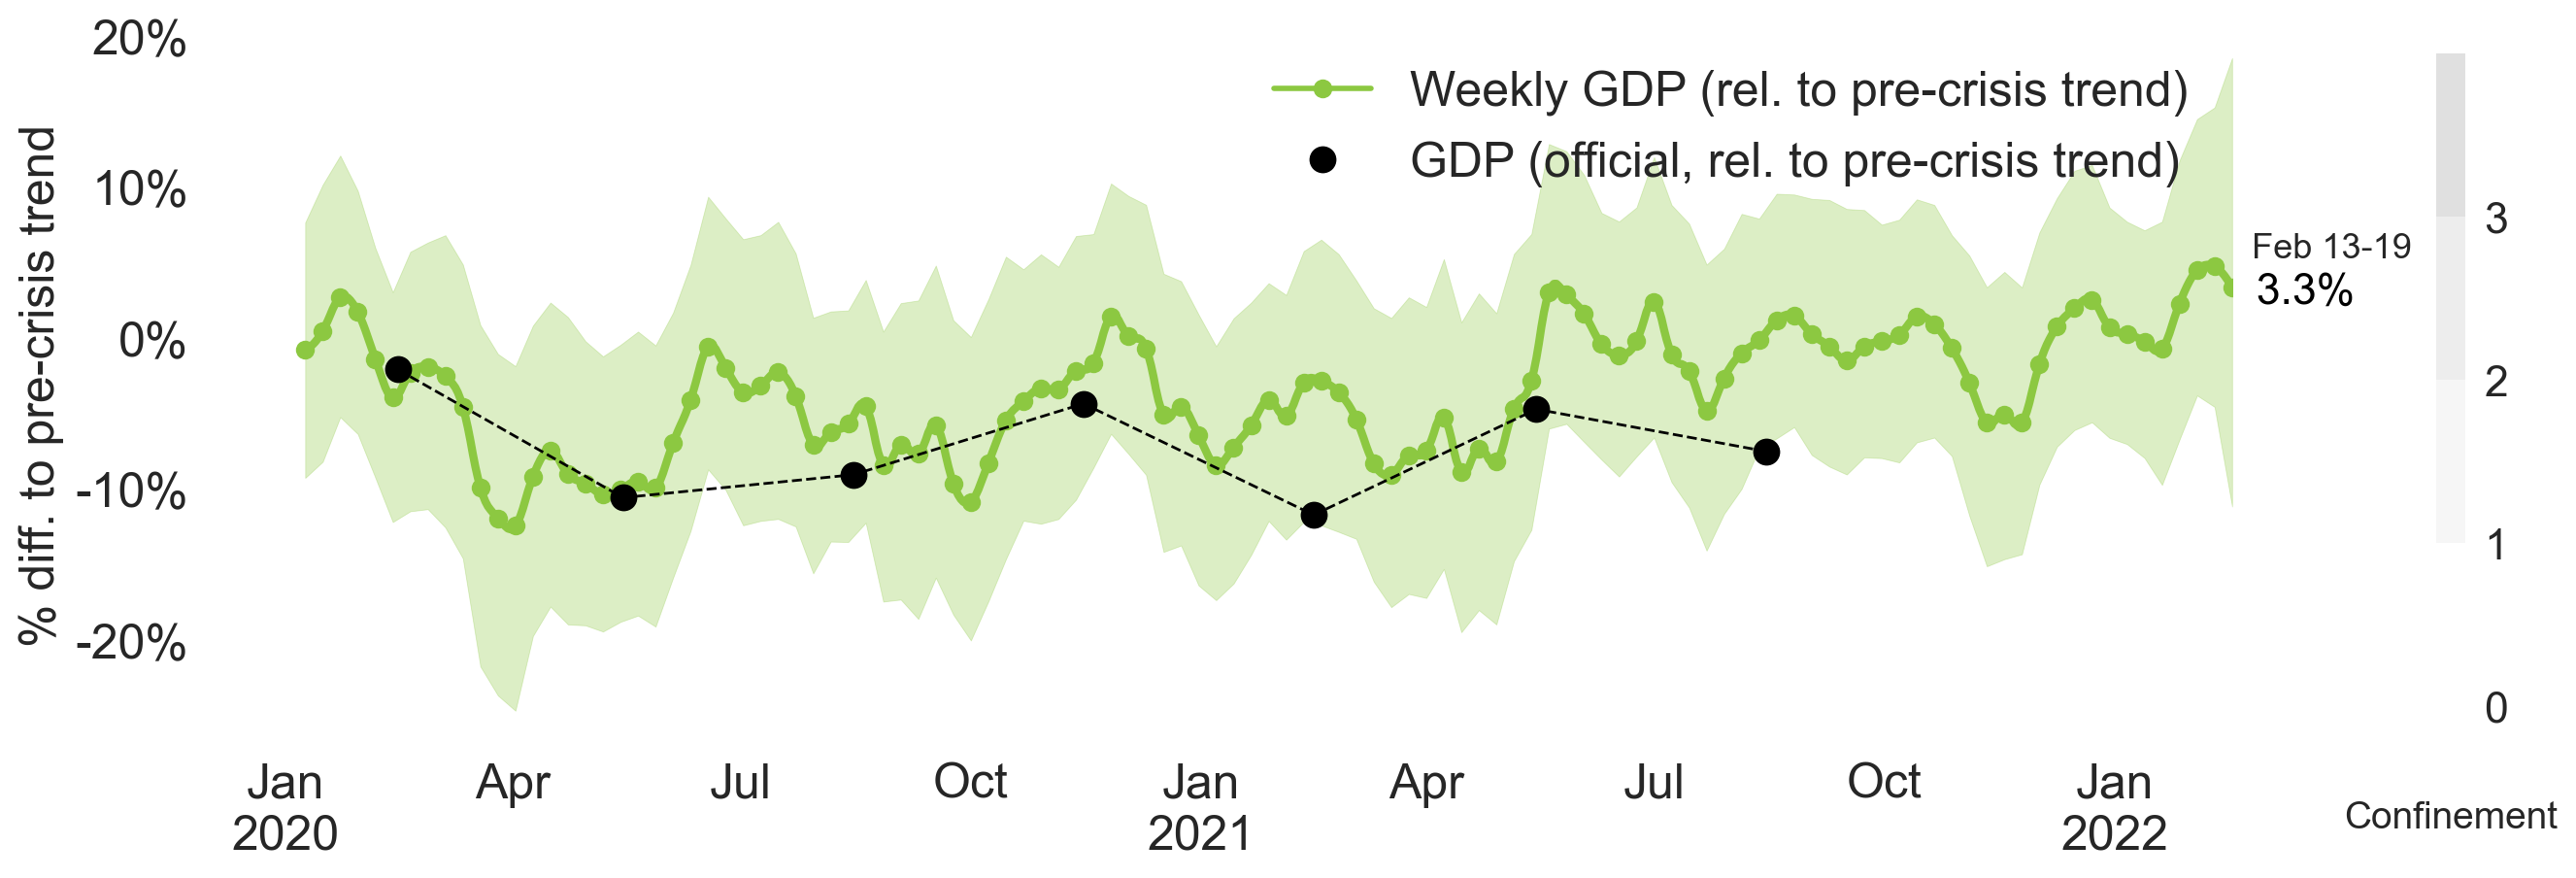 20%
10%
0%
-10%
-20%
% diff. to pre-crisis trend
Weekly GDP (rel. to pre-crisis trend)
GDP (official, rel. to pre-crisis trend)
Feb 13-19
3.3%
3
2
1
0
Jan Apr Jul Oct Jan Apr Jul Oct Jan
2020 2021 2022
Confinement